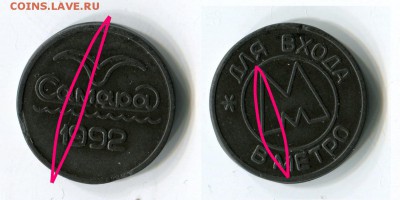 COINS.LAVE.RU
Самара
1992
* ДЛЯ ВХОДА
М
В МЕТРО